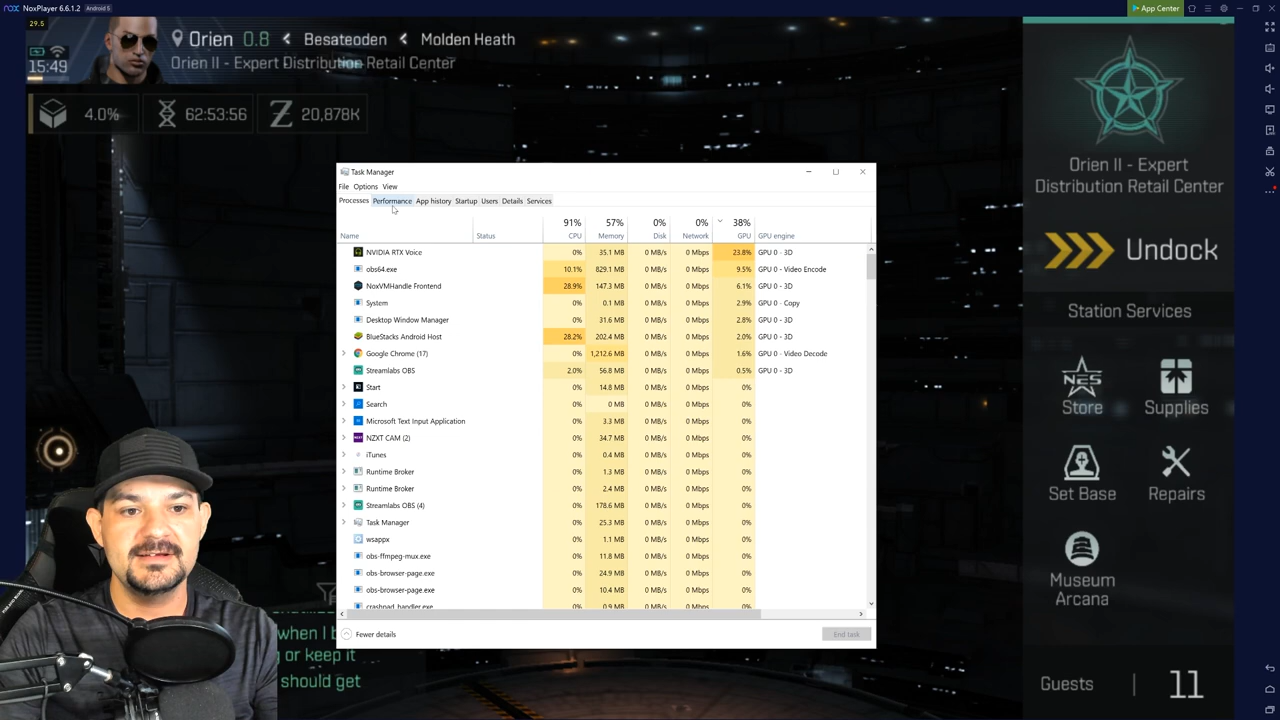 nox NoxPlayer 6.6.1.2 Android 5
App Center
29.5
15:49
Orien 0.8 < Besateoden < Molden Heath
Orien II - Expert Distribution Retail Center
4.0%
62:53:56
20,878K
Task Manager
File Options View
Processes Performance App history Startup Users Details Services
91% 57% 0% 0% 38%
Name Status CPU Memory Disk Network GPU GPU engine
NVIDIA RTX Voice 0% 35.1 MB 0 MB/s 0 Mbps 23.8% GPU 0 - 3D
obs64.exe 10.1% 829.1 MB 0 MB/s 0 Mbps 9.5% GPU 0 - Video Encode
NoxVMHandle Frontend 28.9% 147.3 MB 0 MB/s 0 Mbps 6.1% GPU 0 - 3D
System 0% 0.1 MB 0 MB/s 0 Mbps 2.9% GPU 0 - Copy
Desktop Window Manager 0% 31.6 MB 0 MB/s 0 Mbps 2.8% GPU 0 - 3D
BlueStacks Android Host 28.2% 202.4 MB 0 MB/s 0 Mbps 2.0% GPU 0 - 3D
Google Chrome (17) 0% 1,212.6 MB 0 MB/s 0 Mbps 1.6% GPU 0 - Video Decode
Streamlabs OBS 2.0% 56.8 MB 0 MB/s 0 Mbps 0.5% GPU 0 - 3D
Start 0% 14.8 MB 0 MB/s 0 Mbps 0%
Search 0% 0 MB 0 MB/s 0 Mbps 0%
Microsoft Text Input Application 0% 3.3 MB 0 MB/s 0 Mbps 0%
NZXT CAM (2) 0% 34.7 MB 0 MB/s 0 Mbps 0%
iTunes 0% 0.4 MB 0 MB/s 0 Mbps 0%
Runtime Broker 0% 1.3 MB 0 MB/s 0 Mbps 0%
Runtime Broker 0% 2.4 MB 0 MB/s 0 Mbps 0%
Streamlabs OBS (4) 0% 178.6 MB 0 MB/s 0 Mbps 0%
Task Manager 0% 25.3 MB 0 MB/s 0 Mbps 0%
wsappx 0% 1.1 MB 0 MB/s 0 Mbps 0%
obs-ffmpeg-mux.exe 0% 11.8 MB 0 MB/s 0 Mbps 0%
obs-browser-page.exe 0% 24.9 MB 0 MB/s 0 Mbps 0%
obs-browser-page.exe 0% 10.4 MB 0 MB/s 0 Mbps 0%
crashpad_handler.exe 0% 0.9 MB 0 MB/s 0 Mbps 0%
Fewer details End task
Orien II - Expert
Distribution Retail Center
Undock
Station Services
Store Supplies
Set Base Repairs
Museum
Arcana
Guests | 11
when I
or keep it
should get